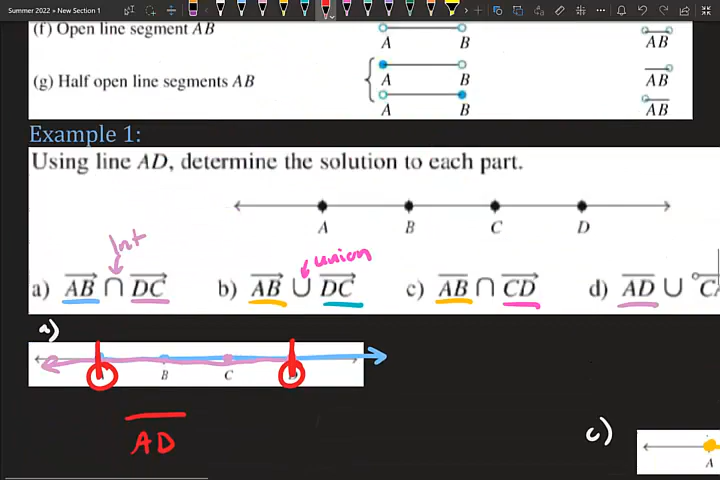 Summer 2022 » New Section 1
(f) Open line segment AB
A B
AB
(g) Half open line segments AB
A B
AB
A B
AB
Example 1:
Using line AD, determine the solution to each part.
A B C D
Int
union
a) AB ∩ DC b) AB ∪ DC c) AB ∩ CD d) AD ∪ C
a)
B C
AD
c)
A